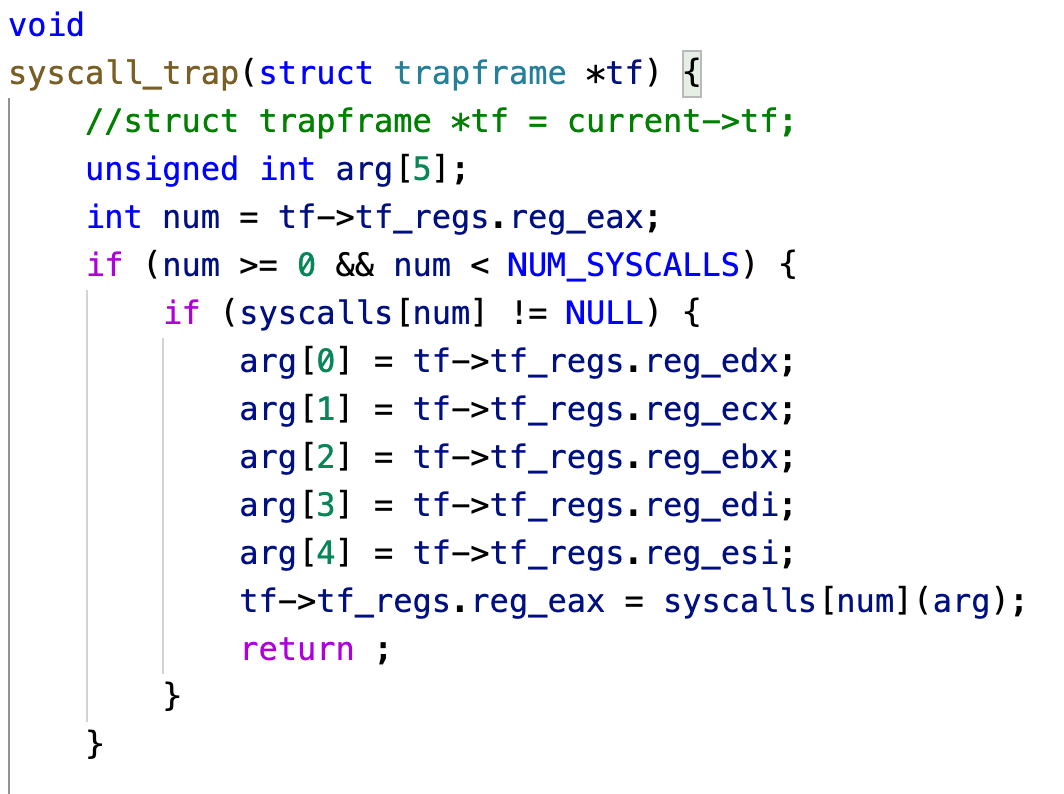 void
syscall_trap(struct trapframe *tf) {
    //struct trapframe *tf = current->tf;
    unsigned int arg[5];
    int num = tf->tf_regs.reg_eax;
    if (num >= 0 && num < NUM_SYSCALLS) {
        if (syscalls[num] != NULL) {
            arg[0] = tf->tf_regs.reg_edx;
            arg[1] = tf->tf_regs.reg_ecx;
            arg[2] = tf->tf_regs.reg_ebx;
            arg[3] = tf->tf_regs.reg_edi;
            arg[4] = tf->tf_regs.reg_esi;
            tf->tf_regs.reg_eax = syscalls[num](arg);
            return ;
        }
    }